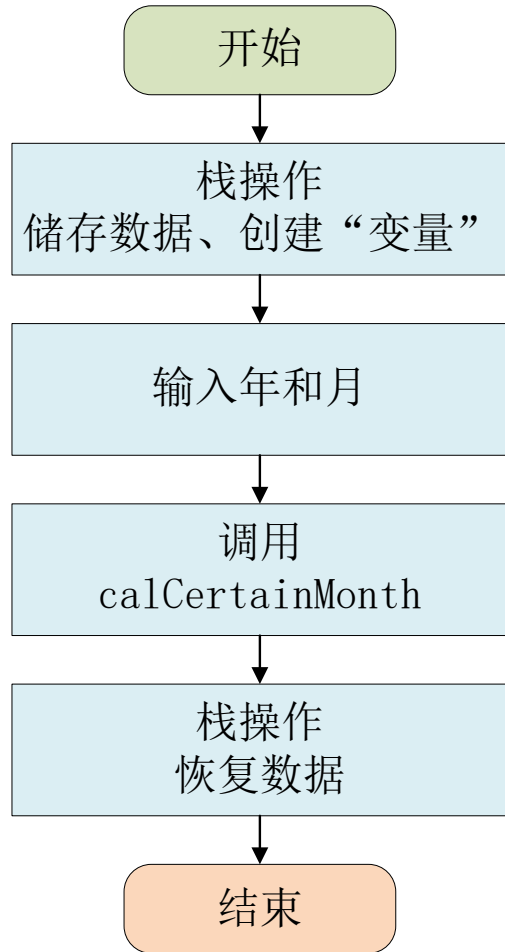 开始
栈操作
储存数据、创建“变量”
输入年和月
调用
calCertainMonth
栈操作
恢复数据
结束